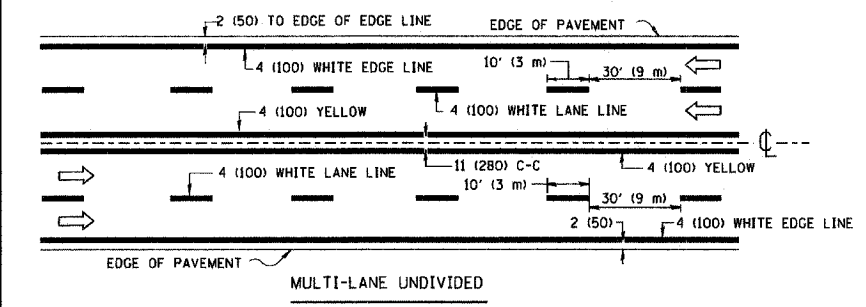 2 (50) TO EDGE OF EDGE LINE
EDGE OF PAVEMENT
4 (100) WHITE EDGE LINE
10' (3 m)
30' (9 m)
4 (100) YELLOW
4 (100) WHITE LANE LINE
℄
4 (100) WHITE LANE LINE
11 (280) C-C
4 (100) YELLOW
10' (3 m)
30' (9 m)
2 (50)
4 (100) WHITE EDGE LINE
EDGE OF PAVEMENT
MULTI-LANE UNDIVIDED